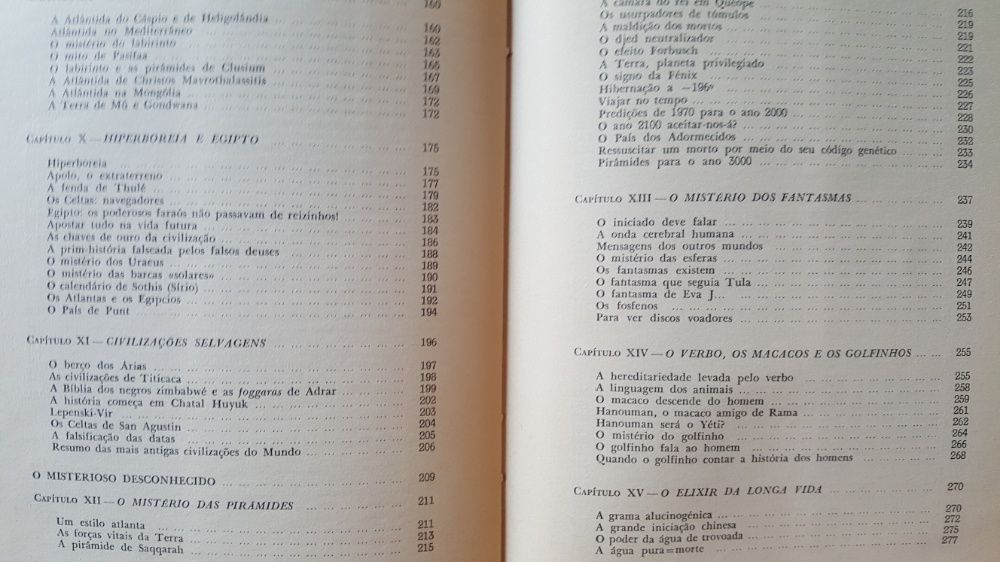 160
A Atlântida do Cáspio e de Heligolândia ... 160
Atlântida no Mediterrâneo ... 162
O mistério do labirinto ... 163
O mito de Pasifaa ... 165
O labirinto e as pirâmides de Clusium ... 167
A Atlântida de Christos Mavrothalassitis ... 169
A Atlântida na Mongólia ... 172
A Terra de Mú e Gondwana ... 172
CAPÍTULO X — HIPERBOREIA E EGIPTO ... 175
Hiperboreia ... 175
Apolo, o extraterreno ... 177
A fenda de Thulé ... 179
Os Celtas: navegadores ... 182
Egipto: os poderosos faraós não passavam de reizinhos! ... 183
Apostar tudo na vida futura ... 184
As chaves de ouro da civilização ... 186
A prim-história falseada pelos falsos deuses ... 188
O mistério dos Uraeus ... 189
O mistério das barcas «solares» ... 190
O calendário de Sothis (Sírio) ... 191
Os Atlantas e os Egípcios ... 192
O País de Punt ... 194
CAPÍTULO XI — CIVILIZAÇÕES SELVAGENS ... 196
O berço dos Árias ... 197
As civilizações de Titicaca ... 198
A Bíblia dos negros zimbabwé e as foggaras de Adrar ... 199
A história começa em Chatal Huyuk ... 202
Lepenski-Vir ... 203
Os Celtas de San Agustin ... 204
A falsificação das datas ... 205
Resumo das mais antigas civilizações do Mundo ... 206
O MISTERIOSO DESCONHECIDO ... 209
CAPÍTULO XII — O MISTÉRIO DAS PIRÂMIDES ... 211
Um estilo atlanta ... 211
As forças vitais da Terra ... 213
A pirâmide de Saqqarah ... 215
A câmara do rei em Quéope ... 216
Os usurpadores de túmulos ... 219
A maldição dos mortos ... 219
O djed neutralizador ... 221
O efeito Forbusch ... 222
A Terra, planeta privilegiado ... 223
O signo da Fénix ... 225
Hibernação a —196º ... 226
Viajar no tempo ... 227
Predições de 1970 para o ano 2000 ... 228
O ano 2100 aceitar-nos-á? ... 230
O País dos Adormecidos ... 232
Ressuscitar um morto por meio do seu código genético ... 233
Pirâmides para o ano 3000 ... 234
CAPÍTULO XIII — O MISTÉRIO DOS FANTASMAS ... 237
O iniciado deve falar ... 239
A onda cerebral humana ... 241
Mensagens dos outros mundos ... 242
O mistério das esferas ... 244
Os fantasmas existem ... 246
O fantasma que seguia Tula ... 247
O fantasma de Eva J... ... 249
Os fosfenos ... 251
Para ver discos voadores ... 253
CAPÍTULO XIV — O VERBO, OS MACACOS E OS GOLFINHOS ... 255
A hereditariedade levada pelo verbo ... 255
A linguagem dos animais ... 258
O macaco descende do homem ... 259
Hanouman, o macaco amigo de Rama ... 261
Hanouman será o Yéti? ... 262
O mistério do golfinho ... 264
O golfinho fala ao homem ... 266
Quando o golfinho contar a história dos homens ... 268
CAPÍTULO XV — O ELIXIR DA LONGA VIDA ... 270
A grama alucinogénica ... 270
A grande iniciação chinesa ... 272
O poder da água de trovoada ... 275
A água pura=morte ... 277